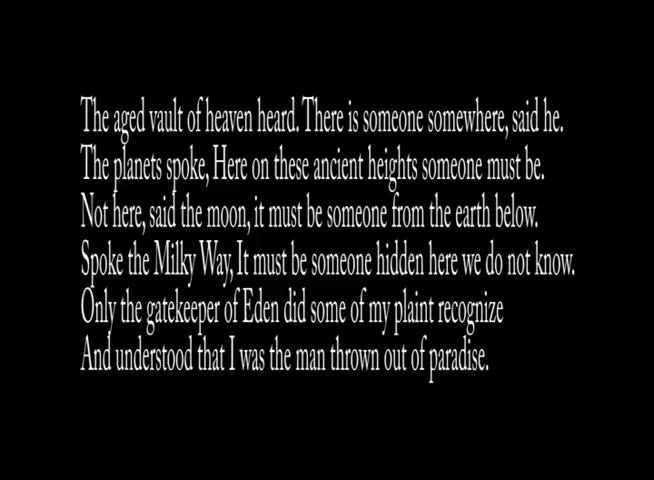 The aged vault of heaven heard. There is someone somewhere, said he.
The planets spoke, Here on these ancient heights someone must be.
Not here, said the moon, it must be someone from the earth below.
Spoke the Milky Way, It must be someone hidden here we do not know.
Only the gatekeeper of Eden did some of my plaint recognize
And understood that I was the man thrown out of paradise.